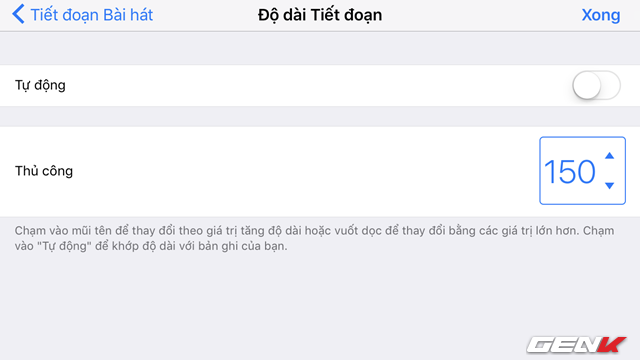 Tiết đoạn Bài hát Độ dài Tiết đoạn Xong
Tự động
Thủ công 150
Chạm vào mũi tên để thay đổi theo giá trị tăng độ dài hoặc vuốt dọc để thay đổi bằng các giá trị lớn hơn. Chạm
vào "Tự động" để khớp độ dài với bản ghi của bạn.
GENK